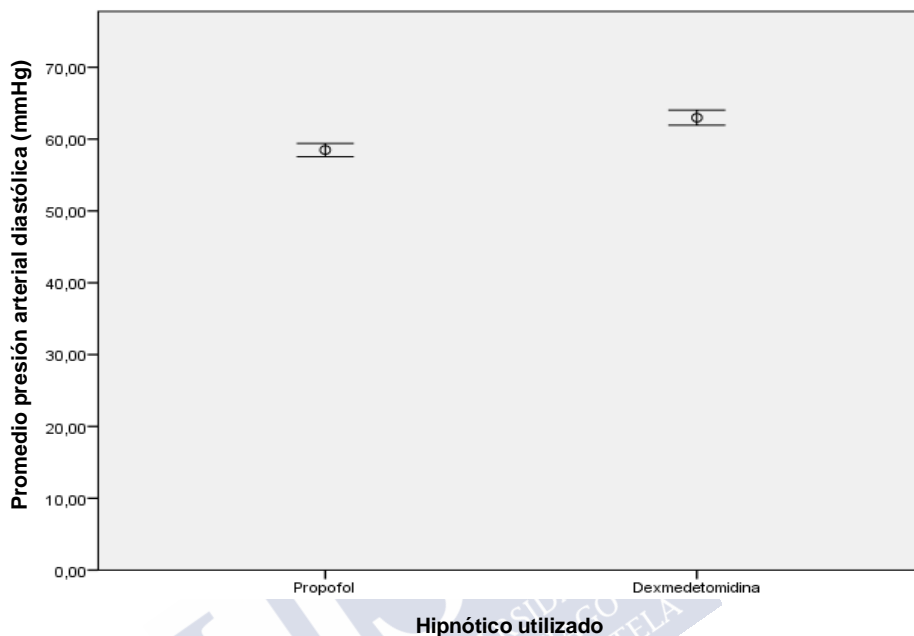 Promedio presión arterial diastólica (mmHg)
70,00
60,00
50,00
40,00
30,00
20,00
10,00
0,00
Propofol
Dexmedetomidina
Hipnótico utilizado